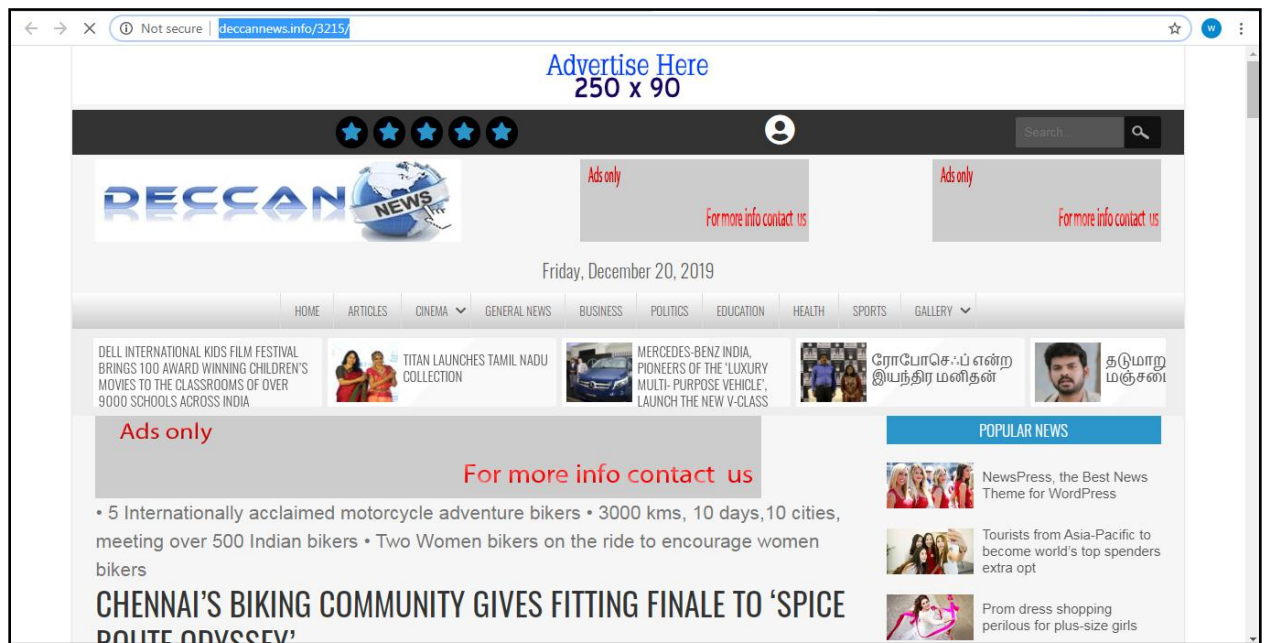 Not secure | deccannews.info/3215/
W
Advertise Here
250 x 90
Search...
DECCAN
NEWS
Ads only
For more info contact us
Ads only
For more info contact us
Friday, December 20, 2019
HOME ARTICLES CINEMA GENERAL NEWS BUSINESS POLITICS EDUCATION HEALTH SPORTS GALLERY
DELL INTERNATIONAL KIDS FILM FESTIVAL
BRINGS 100 AWARD WINNING CHILDREN'S
MOVIES TO THE CLASSROOMS OF OVER
9000 SCHOOLS ACROSS INDIA
TITAN LAUNCHES TAMIL NADU
COLLECTION
MERCEDES-BENZ INDIA,
PIONEERS OF THE 'LUXURY
MULTI- PURPOSE VEHICLE',
LAUNCH THE NEW V-CLASS
ரோபோசெஃப் என்ற
இயந்திர மனிதன்
தடுமாறு
மஞ்சபை
Ads only
For more info contact us
• 5 Internationally acclaimed motorcycle adventure bikers • 3000 kms, 10 days,10 cities,
meeting over 500 Indian bikers • Two Women bikers on the ride to encourage women
bikers
CHENNAI'S BIKING COMMUNITY GIVES FITTING FINALE TO 'SPICE
ROUTE ODYSSEY'
POPULAR NEWS
NewsPress, the Best News
Theme for WordPress
Tourists from Asia-Pacific to
become world's top spenders
extra opt
Prom dress shopping
perilous for plus-size girls